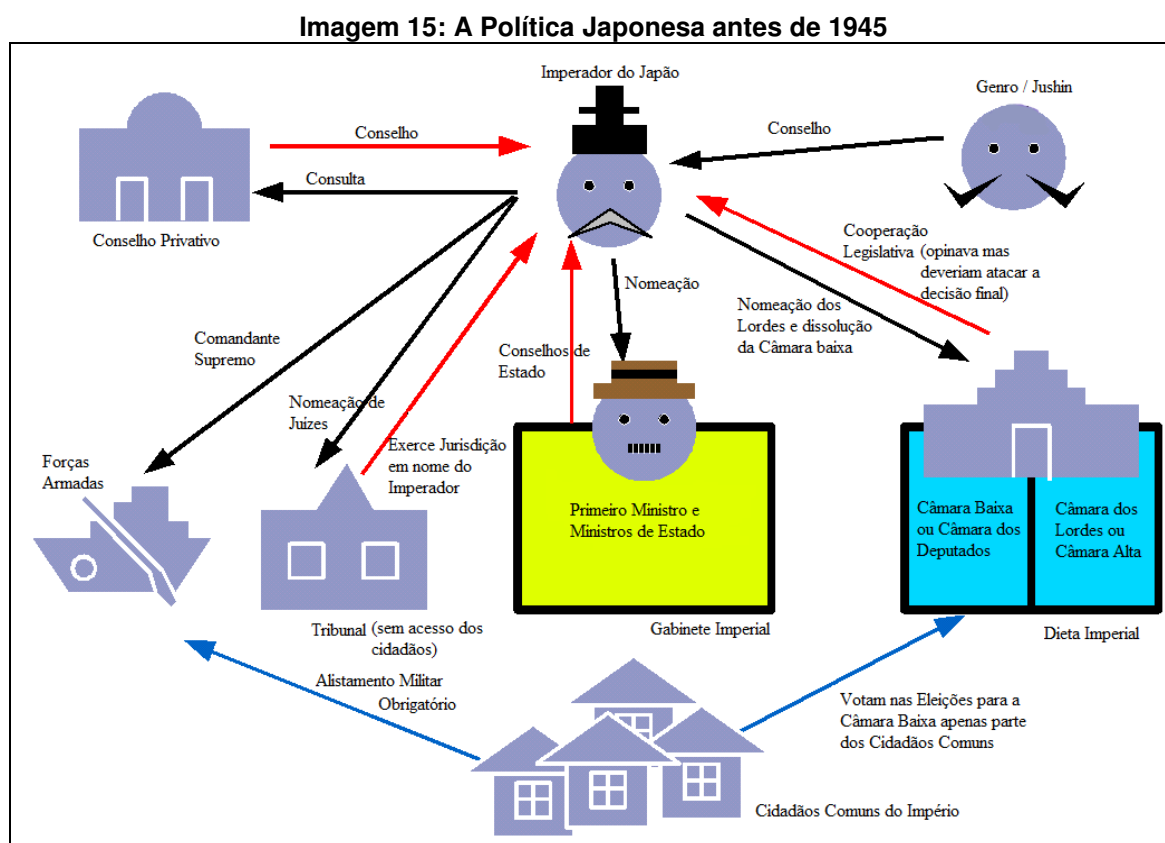 Imagem 15: A Política Japonesa antes de 1945
Imperador do Japão
Genro / Jushin
Conselho
Conselho
Consulta
Conselho Privativo
Cooperação
Legislativa (opinava mas
deveriam atacar a
decisão final)
Nomeação
Nomeação dos
Lordes e dissolução
da Câmara baixa
Comandante
Supremo
Conselhos de
Estado
Nomeação de
Juizes
Exerce Jurisdição
em nome do
Imperador
Forças
Armadas
Primeiro Ministro e
Ministros de Estado
Câmara Baixa
ou Câmara dos
Deputados
Câmara dos
Lordes ou
Câmara Alta
Tribunal (sem acesso dos
cidadãos)
Gabinete Imperial
Dieta Imperial
Alistamento Militar
Obrigatório
Votam nas Eleições para a
Câmara Baixa apenas parte
dos Cidadãos Comuns
Cidadãos Comuns do Império